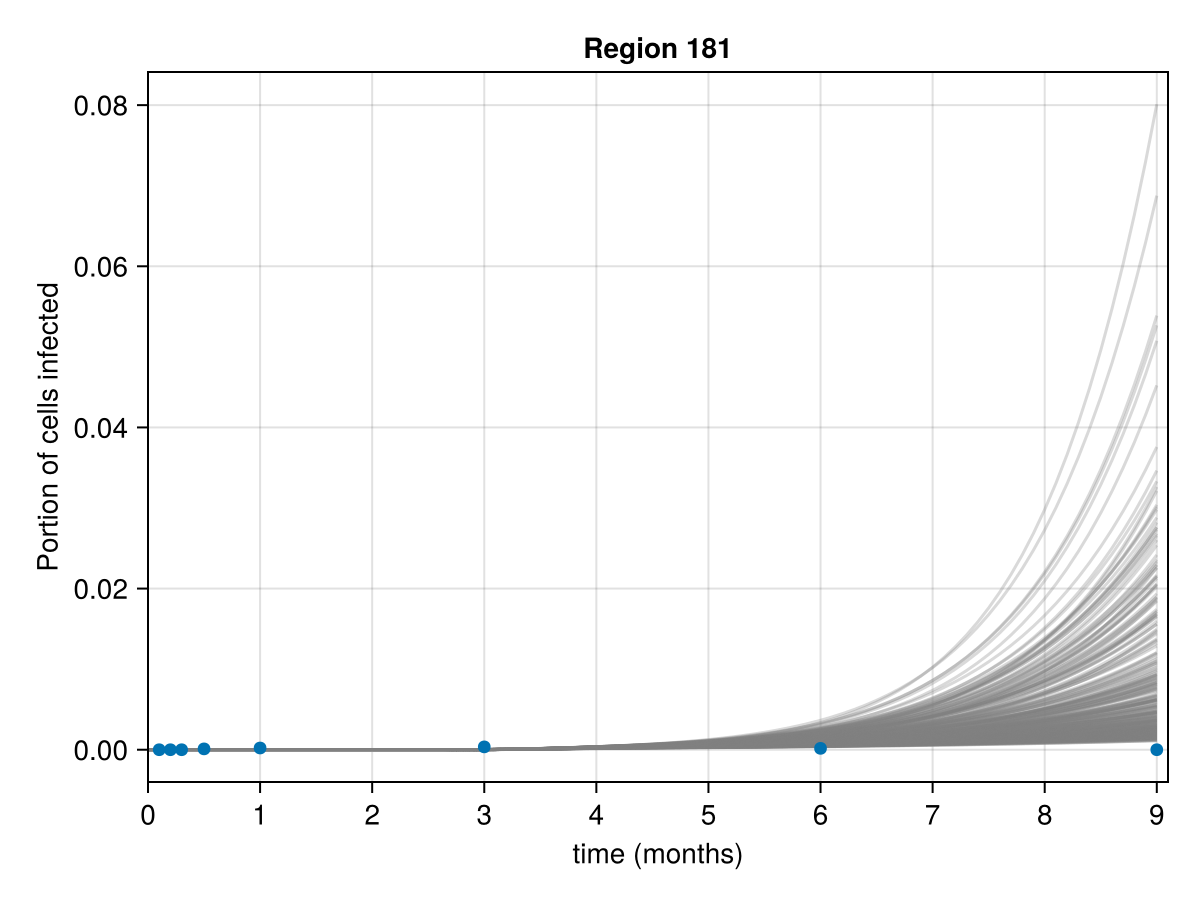 Region 181
0.08
0.06
0.04
0.02
0.00
Portion of cells infected
0 1 2 3 4 5 6 7 8 9
time (months)